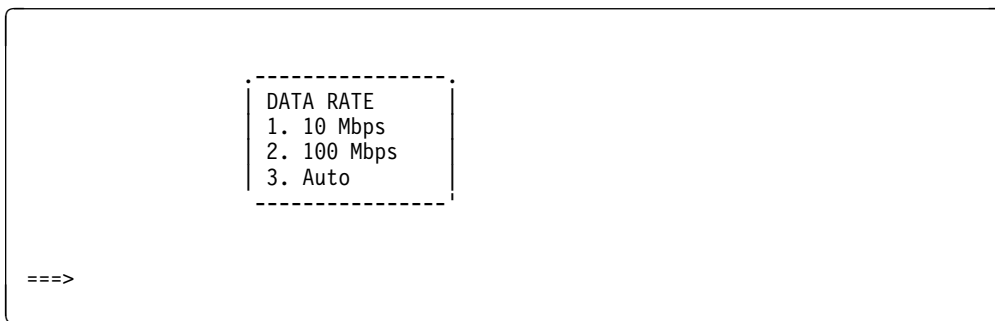 DATA RATE
1. 10 Mbps
2. 100 Mbps
3. Auto
===>